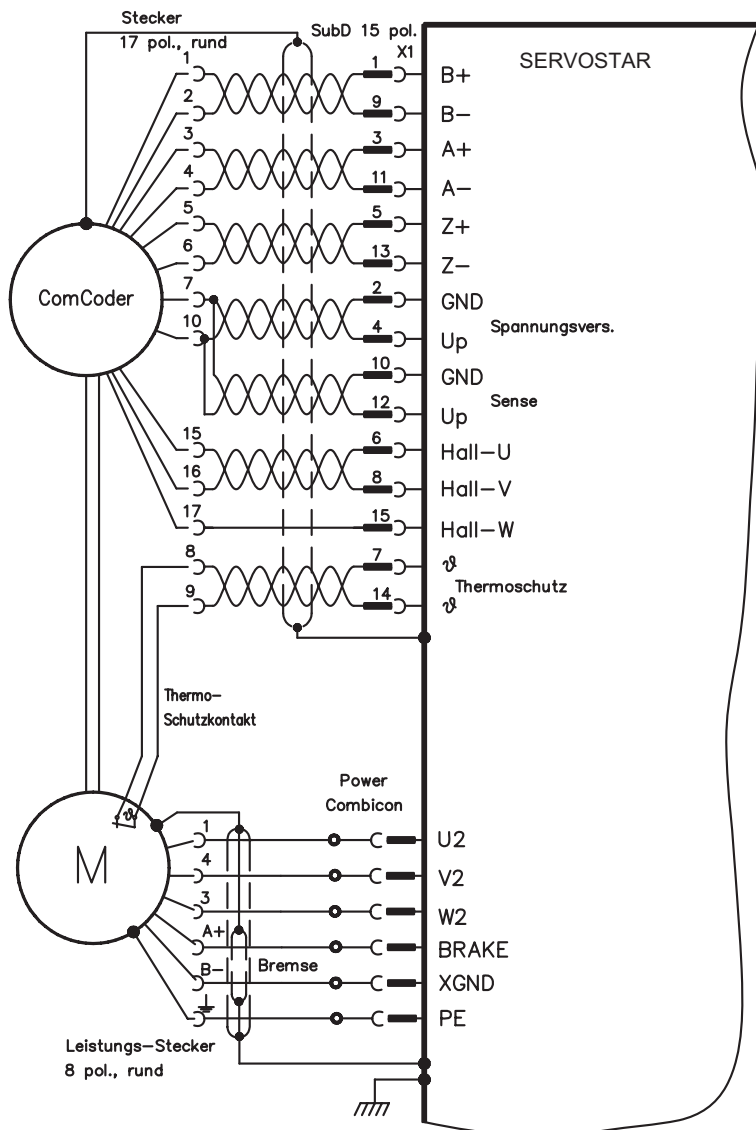 Stecker
17 pol., rund
SubD 15 pol.
X1
SERVOSTAR
1 1 B+
2 9 B-
3 3 A+
4 11 A-
5 5 Z+
6 13 Z-
7 2 GND
Spannungsvers.
10 4 Up
10 GND
Sense
12 Up
15 6 Hall-U
16 8 Hall-V
17 15 Hall-W
8 7 ϑ
Thermoschutz
9 14 ϑ
ComCoder
Thermo-
Schutzkontakt
Power
Combicon
ϑ
M
1 U2
4 V2
3 W2
A+ BRAKE
Bremse
B- XGND
PE
Leistungs-Stecker
8 pol., rund